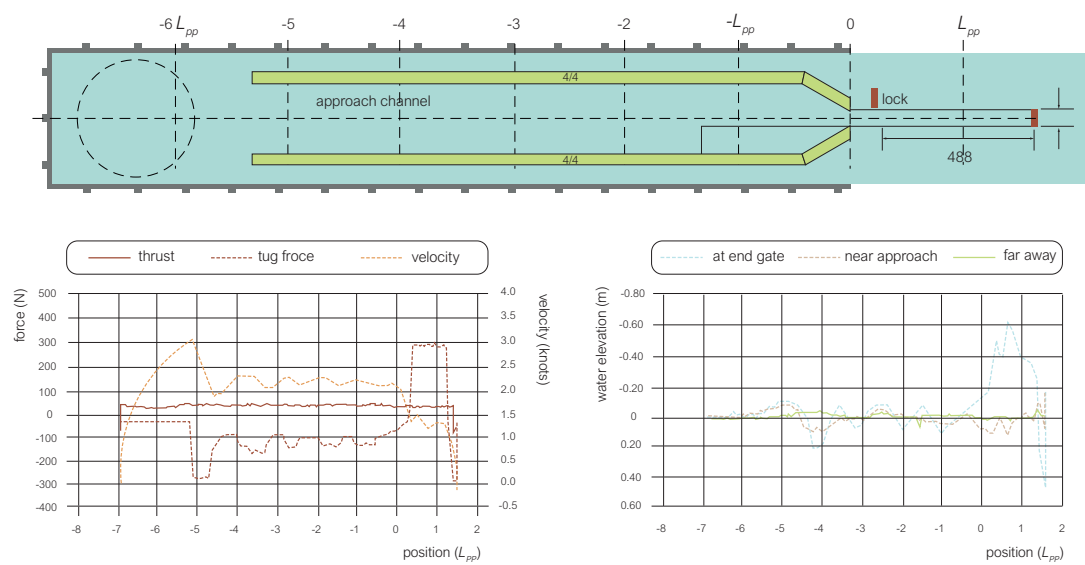 -6 Lpp -5 -4 -3 -2 -Lpp 0 Lpp
4/4
approach channel
lock
4/4
488
thrust tug froce velocity
at end gate near approach far away
force (N)
500
400
300
200
100
0
-100
-200
-300
-400
4.0
3.5
3.0
2.5
2.0
1.5
1.0
0.5
0.0
-0.5
velocity (knots)
-8 -7 -6 -5 -4 -3 -2 -1 0 1 2
position (Lpp)
water elevation (m)
-0.80
-0.60
-0.40
-0.20
0
0.20
0.40
0.60
-8 -7 -6 -5 -4 -3 -2 -1 0 1 2
position (Lpp)